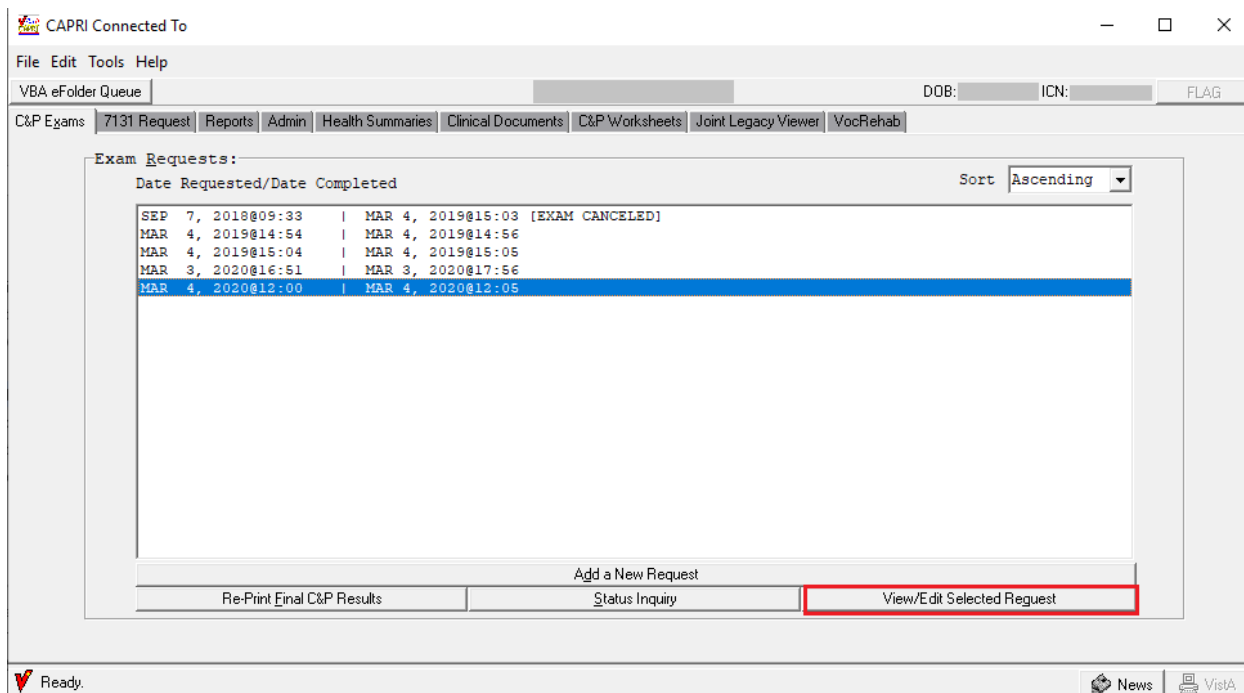 CAPRI Connected To
File Edit Tools Help
VBA eFolder Queue DOB: ICN: FLAG
C&P Exams 7131 Request Reports Admin Health Summaries Clinical Documents C&P Worksheets Joint Legacy Viewer VocRehab
Exam Requests:
Date Requested/Date Completed Sort Ascending
SEP 7, 2018@09:33 | MAR 4, 2019@15:03 [EXAM CANCELED]
MAR 4, 2019@14:54 | MAR 4, 2019@14:56
MAR 4, 2019@15:04 | MAR 4, 2019@15:05
MAR 3, 2020@16:51 | MAR 3, 2020@17:56
MAR 4, 2020@12:00 | MAR 4, 2020@12:05
Add a New Request
Re-Print Final C&P Results Status Inquiry View/Edit Selected Request
Ready. News VistA